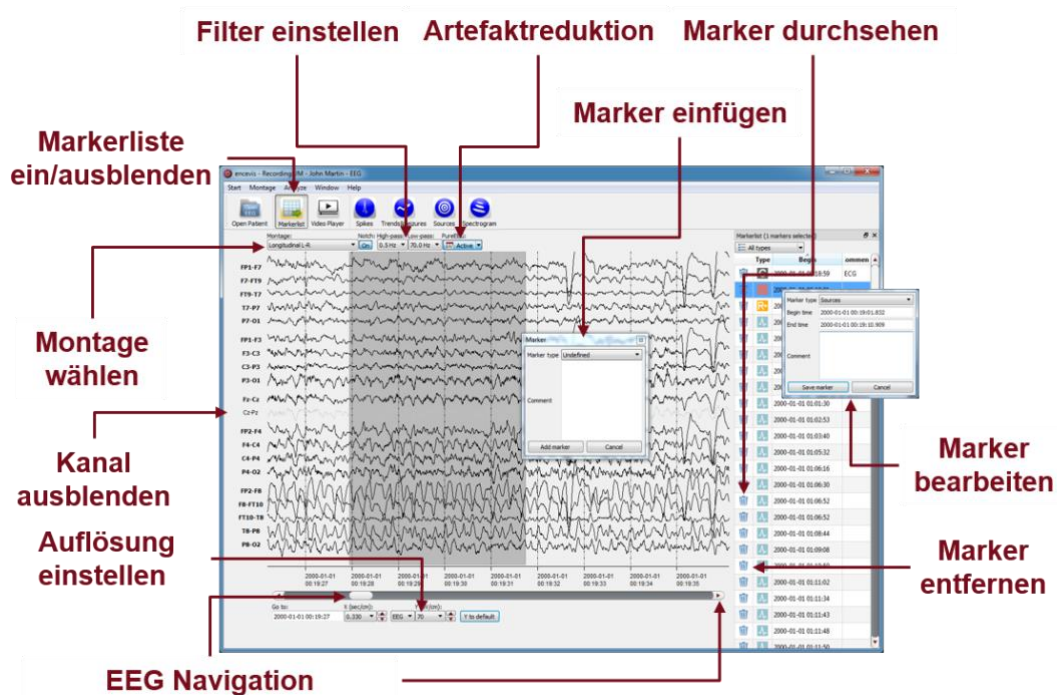 Filter einstellen
Artefaktreduktion
Marker durchsehen
Marker einfügen
Markerliste
ein/ausblenden
encevis - Recording
- John Martin - EEG
Start Montage Analyze Window Help
Open Patient
Markerlist
Video Player
Spikes
Sources
Spectrogram
Montage:
Notch:
High-pass:
Low-pass:
Longitudinal L-R
On
0.5 Hz
70.0 Hz
Active
Markerlist (1 markers selected)
All types
Type
Begin
ommen
ECG
FP1-F7
F7-FT9
FT9-T7
T7-P7
P7-O1
FP1-F3
F3-C3
C3-P3
P3-O1
Fz-Cz
Cz-Pz
FP2-F4
F4-C4
C4-P4
P4-O2
FP2-F8
F8-FT10
FT10-T8
T8-P8
P8-O2
Marker
Marker type Undefined
Comment
Add marker
Cancel
Marker type Sources
Begin time 2000-01-01 00:19:01.832
End time 2000-01-01 00:19:10.909
Comment
Save marker
Cancel
2000-01-01 01:01:30
2000-01-01 01:02:53
2000-01-01 01:03:40
2000-01-01 01:05:32
2000-01-01 01:06:16
2000-01-01 01:06:30
2000-01-01 01:06:52
2000-01-01 01:06:52
2000-01-01 01:08:44
2000-01-01 01:09:08
2000-01-01 01:11:02
2000-01-01 01:11:34
2000-01-01 01:11:43
2000-01-01 01:11:48
2000-01-01 01:11:50
Montage
wählen
Kanal
ausblenden
Auflösung
einstellen
Marker
bearbeiten
Marker
entfernen
2000-01-01 00:19:27
2000-01-01 00:19:28
2000-01-01 00:19:29
2000-01-01 00:19:30
2000-01-01 00:19:31
2000-01-01 00:19:32
2000-01-01 00:19:33
2000-01-01 00:19:34
2000-01-01 00:19:35
Go to:
X (sec/cm):
2000-01-01 00:19:27
0.330
EEG
70
Y to default
EEG Navigation